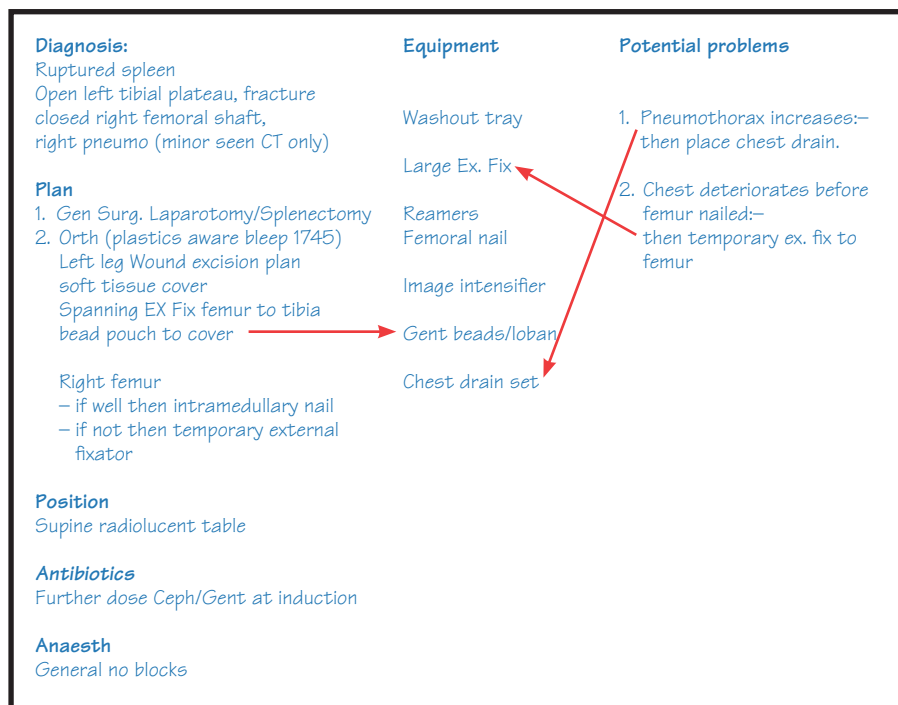 Diagnosis:
Ruptured spleen
Open left tibial plateau, fracture
closed right femoral shaft,
right pneumo (minor seen CT only)
Plan
1. Gen Surg. Laparotomy/Splenectomy
2. Orth (plastics aware bleep 1745)
Left leg Wound excision plan
soft tissue cover
Spanning EX Fix femur to tibia
bead pouch to cover
Right femur
– if well then intramedullary nail
– if not then temporary external
fixator
Position
Supine radiolucent table
Antibiotics
Further dose Ceph/Gent at induction
Anaesth
General no blocks
Equipment
Washout tray
Large Ex. Fix
Reamers
Femoral nail
Image intensifier
Gent beads/loban
Chest drain set
Potential problems
1. Pneumothorax increases:–
then place chest drain.
2. Chest deteriorates before
femur nailed:–
then temporary ex. fix to
femur